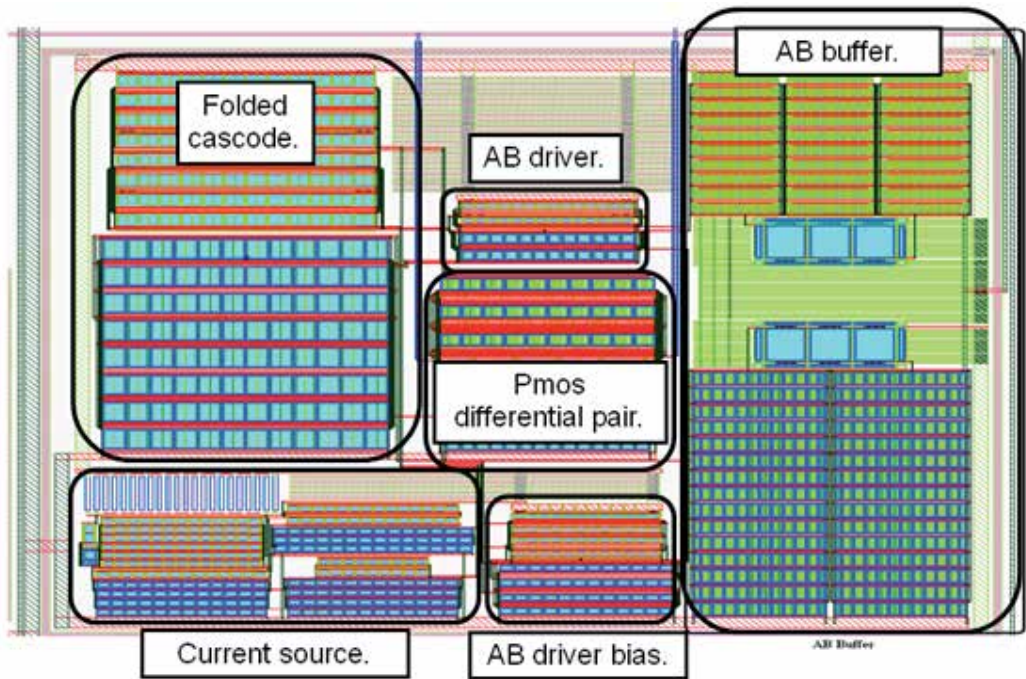 AB buffer.
Folded
cascode.
AB driver.
Pmos
differential pair.
Current source.
AB driver bias.
AB Buffer